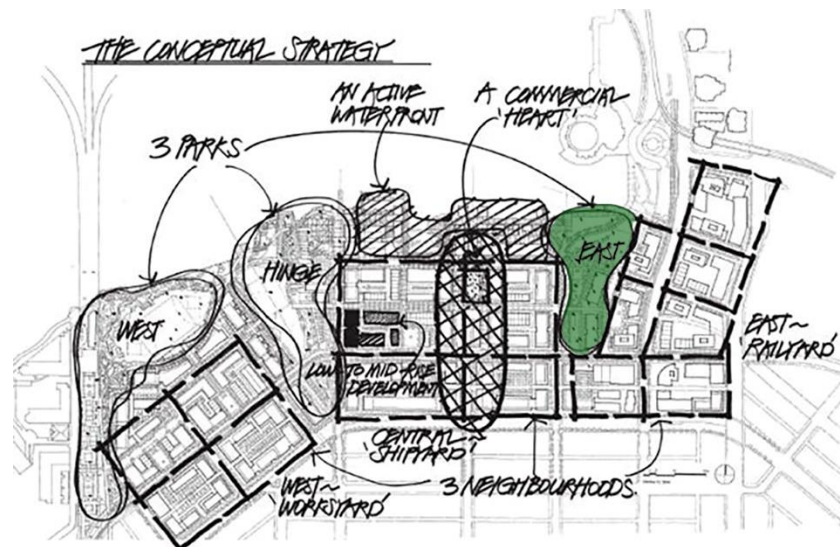 THE CONCEPTUAL STRATEGY
AN ACTIVE
WATERFRONT
A COMMERCIAL
'HEART'
3 PARKS
HINGE
EAST
WEST
EAST~
'RAILYARD'
LOW TO MID-RISE
DEVELOPMENT
'CENTRAL~
SHIPYARD'
'WEST~
WORKSYARD'
3 NEIGHBOURHOODS.